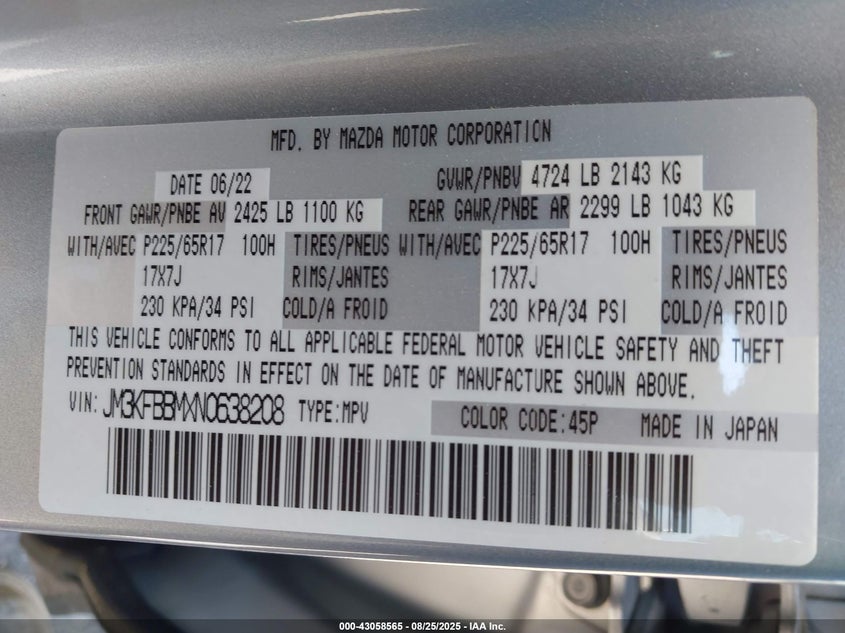 MFD. BY MAZDA MOTOR CORPORATION
DATE 06/22 GVWR/PNBV 4724 LB 2143 KG
FRONT GAWR/PNBE AV 2425 LB 1100 KG REAR GAWR/PNBE AR 2299 LB 1043 KG
WITH/AVEC P225/65R17 100H TIRES/PNEUS WITH/AVEC P225/65R17 100H TIRES/PNEUS
17X7J RIMS/JANTES 17X7J RIMS/JANTES
230 KPA/34 PSI COLD/A FROID 230 KPA/34 PSI COLD/A FROID
THIS VEHICLE CONFORMS TO ALL APPLICABLE FEDERAL MOTOR VEHICLE SAFETY AND THEFT
PREVENTION STANDARDS IN EFFECT ON THE DATE OF MANUFACTURE SHOWN ABOVE.
VIN: JM3KFBBMXN0638208 TYPE:MPV COLOR CODE:45P MADE IN JAPAN
000-43058565 - 08/25/2025 - IAA Inc.